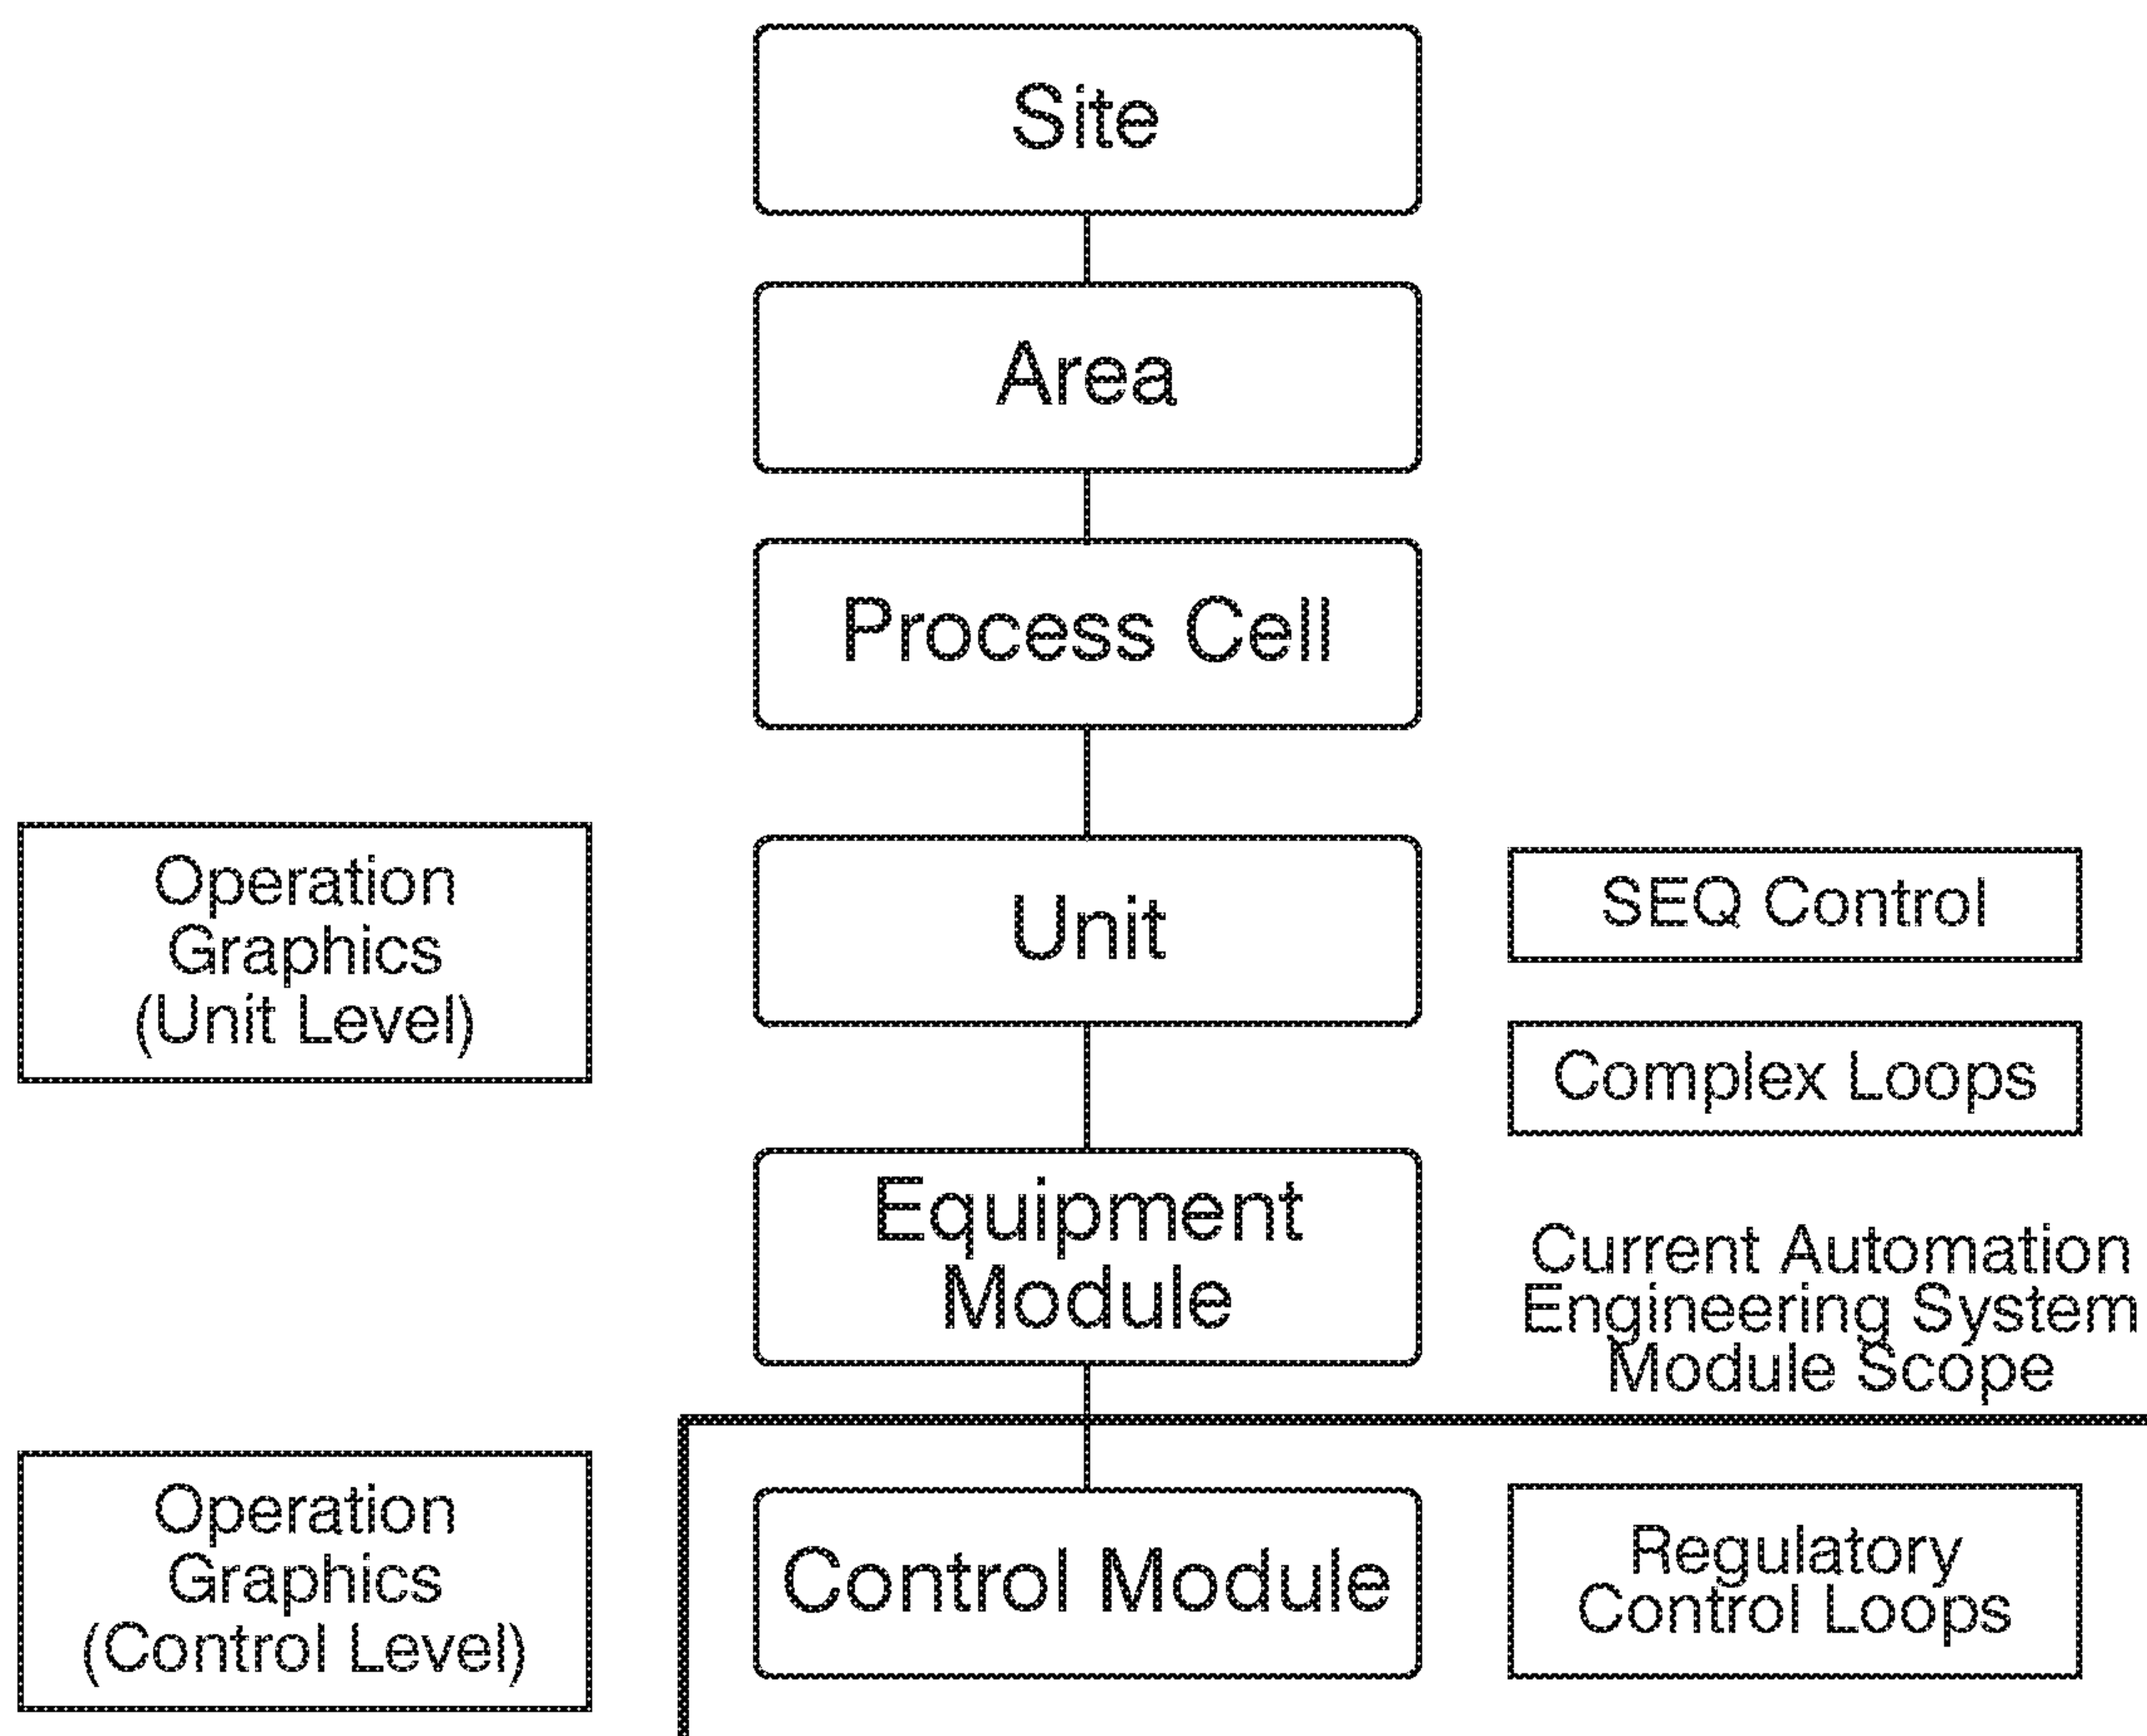 Site
Area
Process Cell
Operation
Graphics
(Unit Level)
Unit
SEQ Control
Complex Loops
Equipment
Module
Current Automation
Engineering System
Module Scope
Operation
Graphics
(Control Level)
Control Module
Regulatory
Control Loops